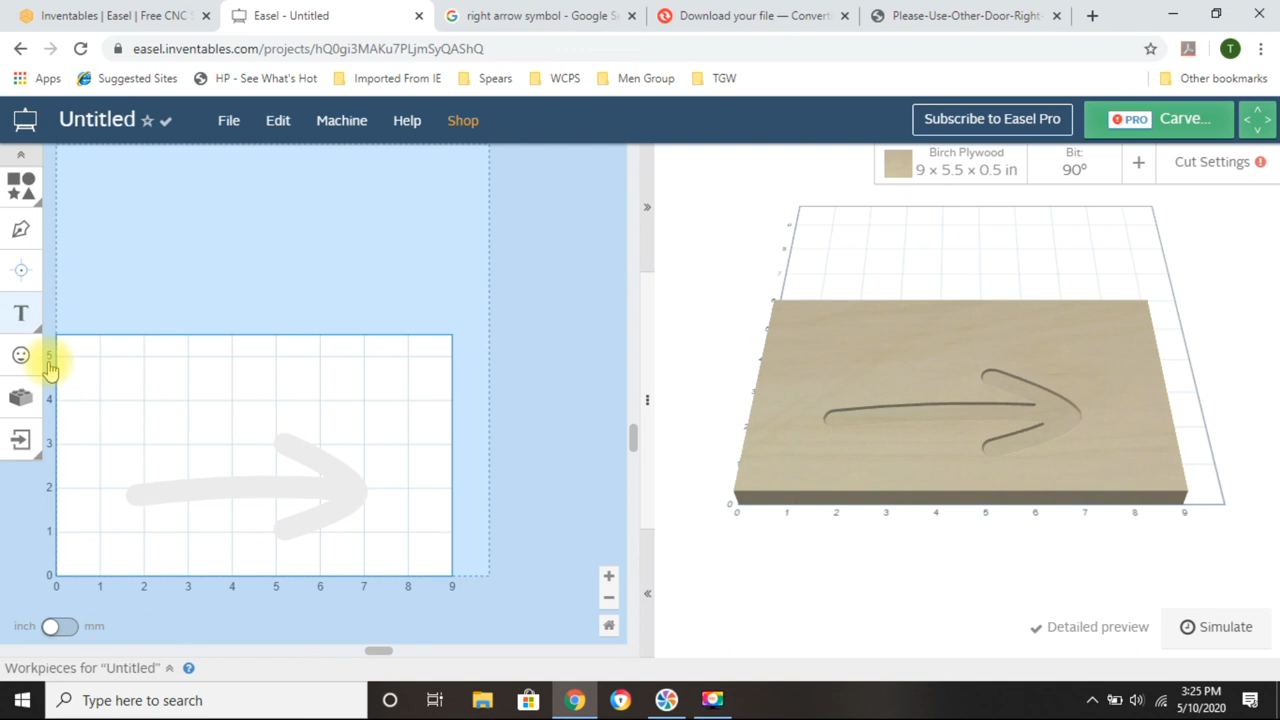 Inventables | Easel | Free CNC S
Easel - Untitled
right arrow symbol - Google Se
Download your file — Converti
Please-Use-Other-Door-Right-
easel.inventables.com/projects/hQ0gi3MAKu7PLjmSyQAShQ
T
Apps
Suggested Sites
HP - See What's Hot
Imported From IE
Spears
WCPS
Men Group
TGW
Other bookmarks
Untitled
File
Edit
Machine
Help
Shop
Subscribe to Easel Pro
PRO
Carve...
Birch Plywood
9 × 5.5 × 0.5 in
Bit:
90º
Cut Settings
T
5
4
3
2
1
0
0 1 2 3 4 5 6 7 8 9
0 1 2 3 4 5 6 7 8 9
inch
mm
Detailed preview
Simulate
Workpieces for “Untitled”
Type here to search
3:25 PM
5/10/2020